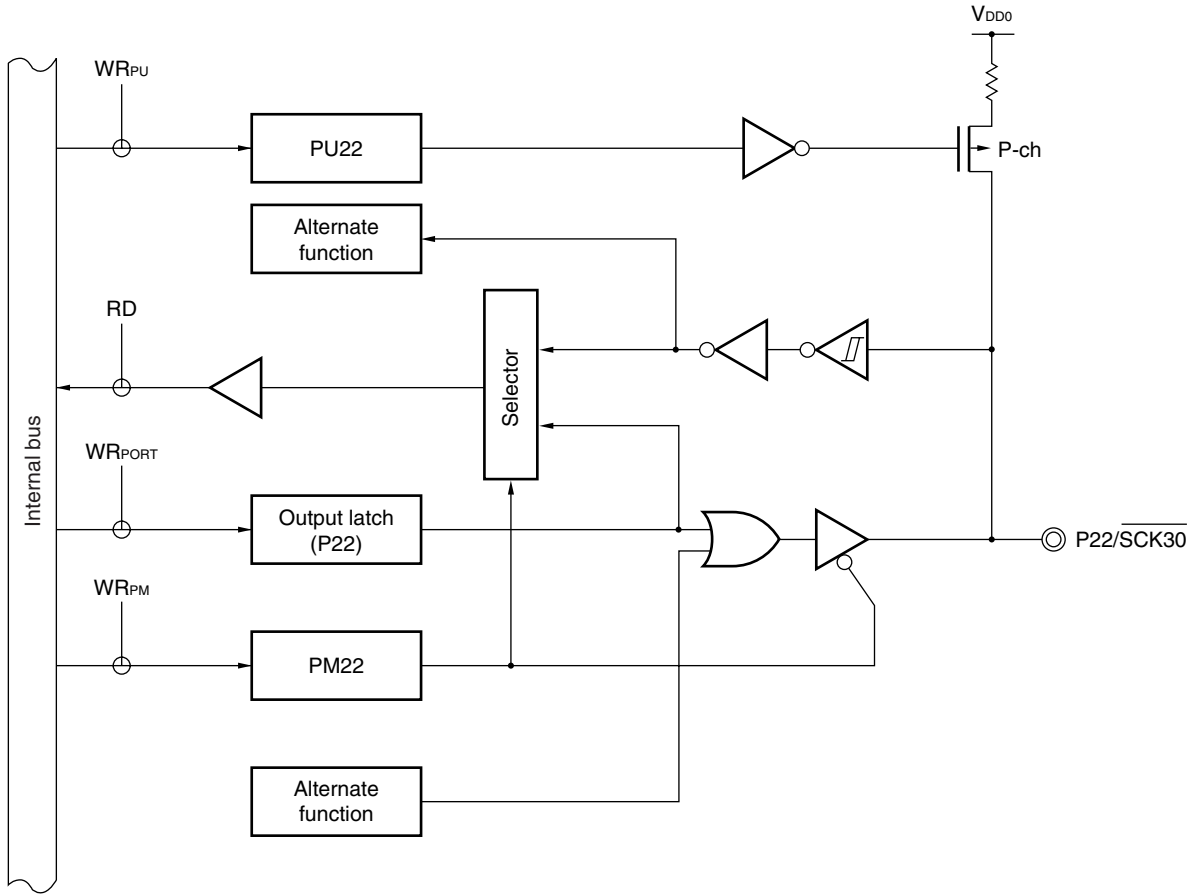 VDD0
WRPU
PU22
P-ch
Alternate
function
RD
Selector
Internal bus
WRPORT
Output latch
(P22)
P22/SCK30
WRPM
PM22
Alternate
function